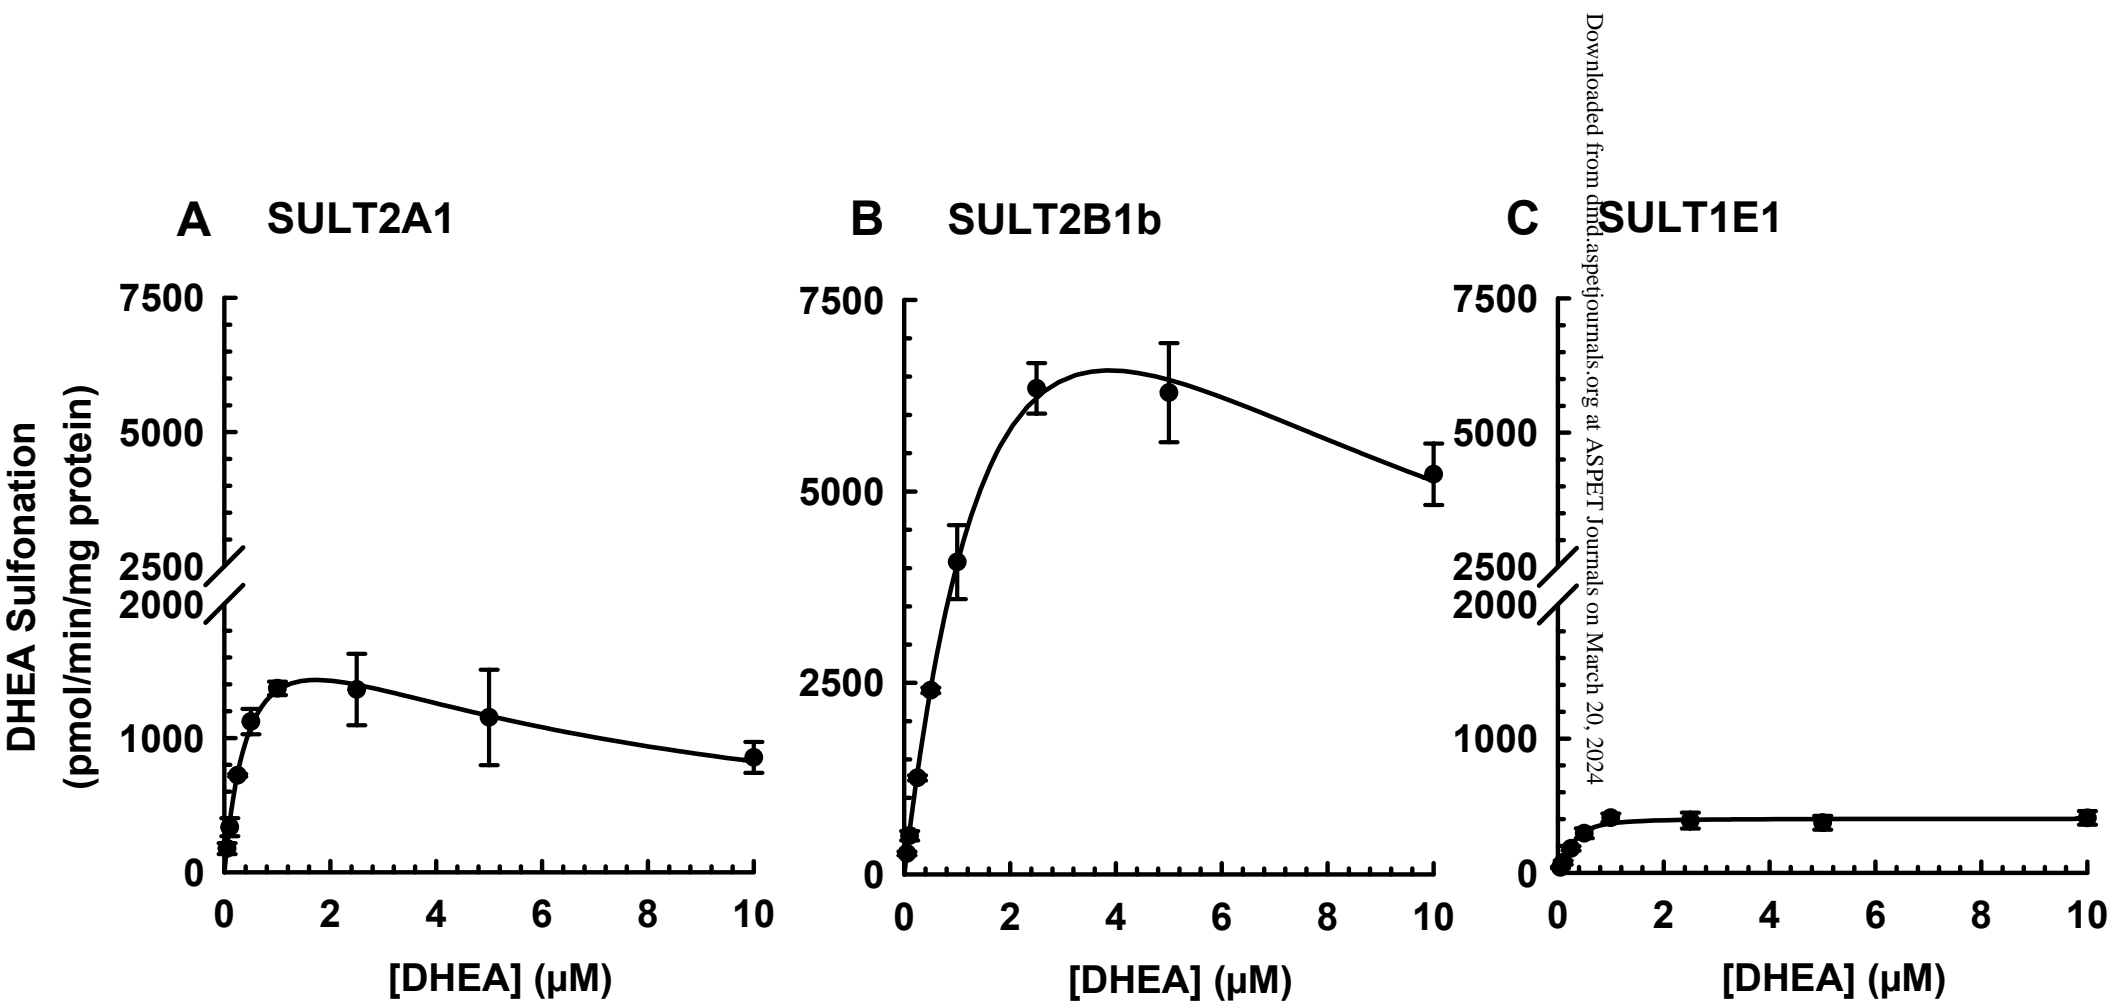 Downloaded from dmd.aspetjournals.org at ASPET Journals on March 20, 2024
A SULT2A1
B SULT2B1b
C SULT1E1
DHEA Sulfonation
(pmol/min/mg protein)
7500
5000
2500
2000
1000
0
0 2 4 6 8 10
[DHEA] (µM)
7500
5000
2500
0
0 2 4 6 8 10
[DHEA] (µM)
7500
5000
2500
2000
1000
0
0 2 4 6 8 10
[DHEA] (µM)